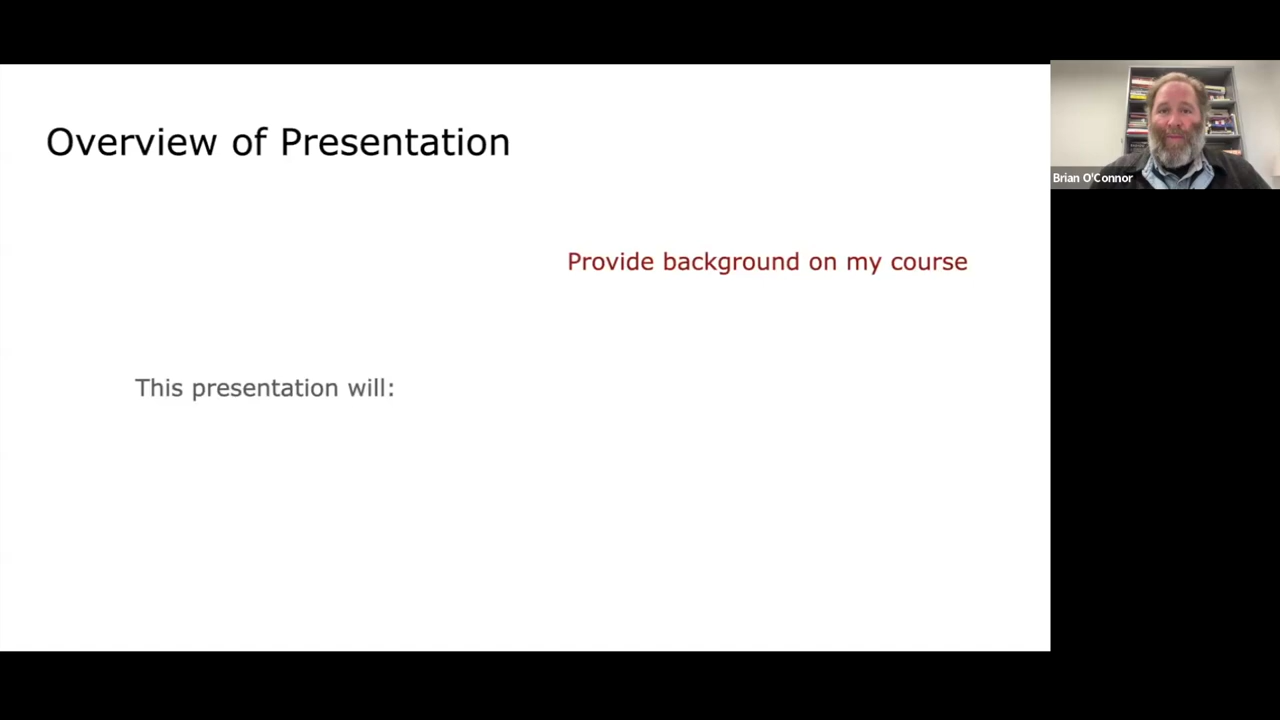 Overview of Presentation
Provide background on my course
This presentation will:
Brian O'Connor